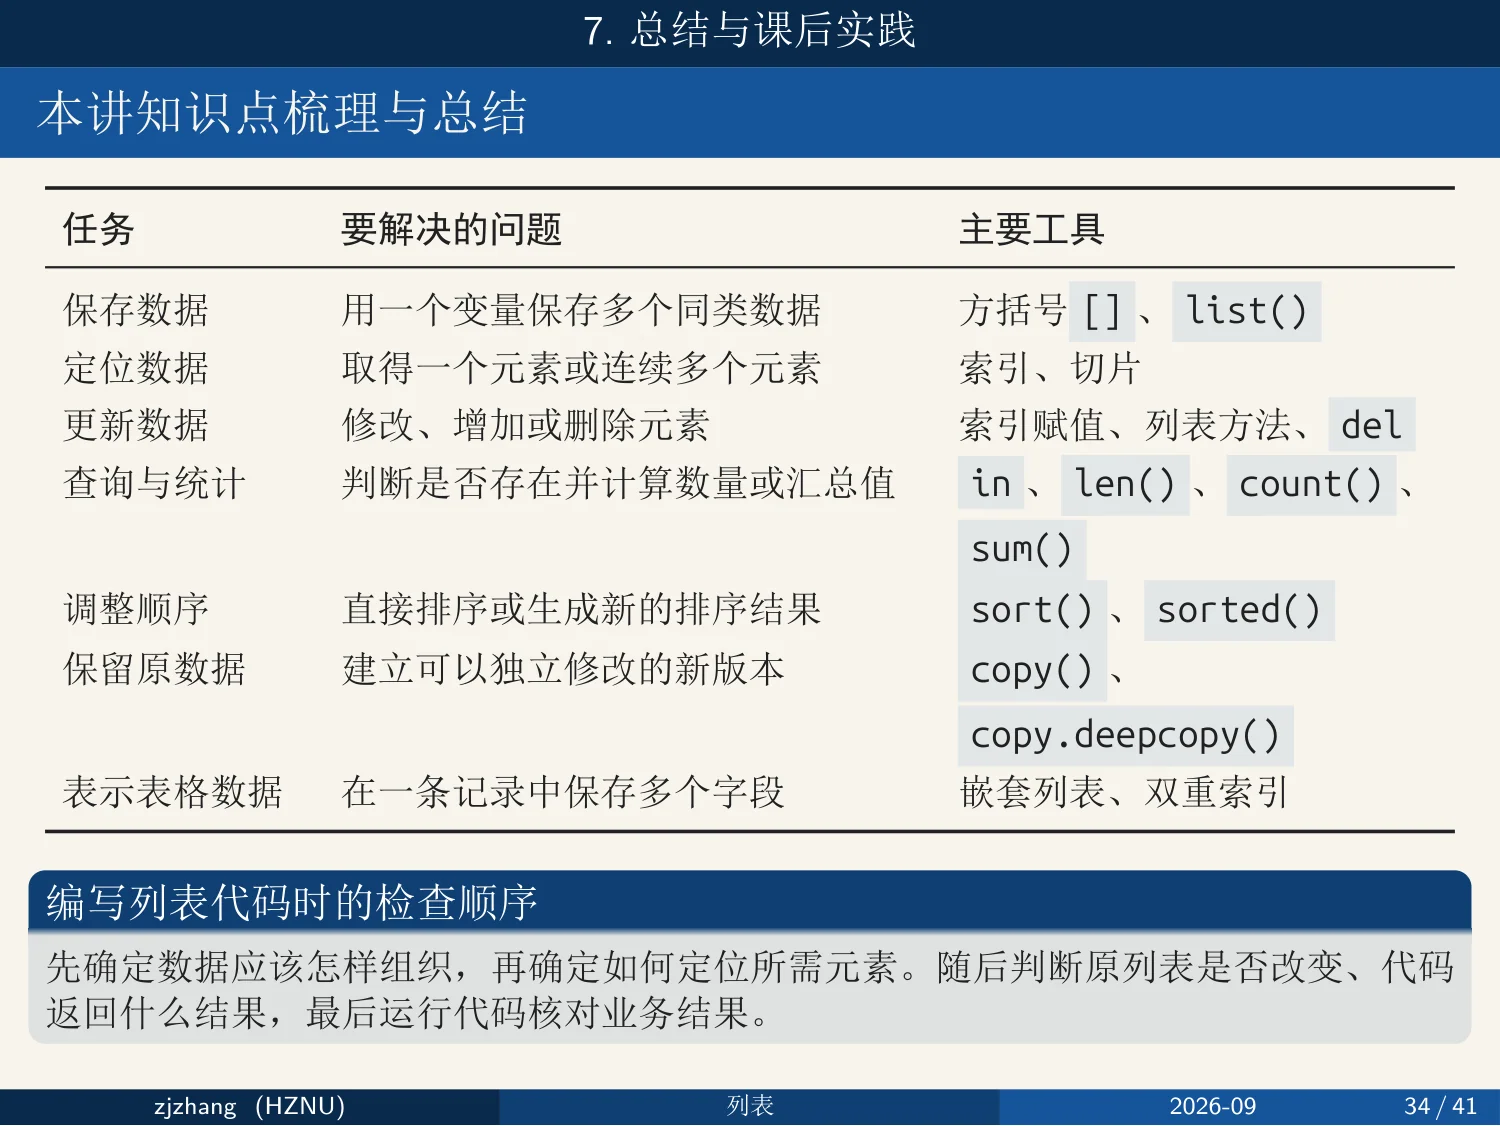 7. 总结与课后实践
本讲知识点梳理与总结
任务 要解决的问题 主要工具
保存数据 用一个变量保存多个同类数据 方括号 [] 、 list()
定位数据 取得一个元素或连续多个元素 索引、切片
更新数据 修改、增加或删除元素 索引赋值、列表方法、 del
查询与统计 判断是否存在并计算数量或汇总值 in 、 len() 、 count() 、
sum()
调整顺序 直接排序或生成新的排序结果 sort() 、 sorted()
保留原数据 建立可以独立修改的新版本 copy() 、
copy.deepcopy()
表示表格数据 在一条记录中保存多个字段 嵌套列表、双重索引
编写列表代码时的检查顺序
先确定数据应该怎样组织，再确定如何定位所需元素。随后判断原列表是否改变、代码
返回什么结果，最后运行代码核对业务结果。
zjzhang (HZNU) 列表 2026-09 34 / 41